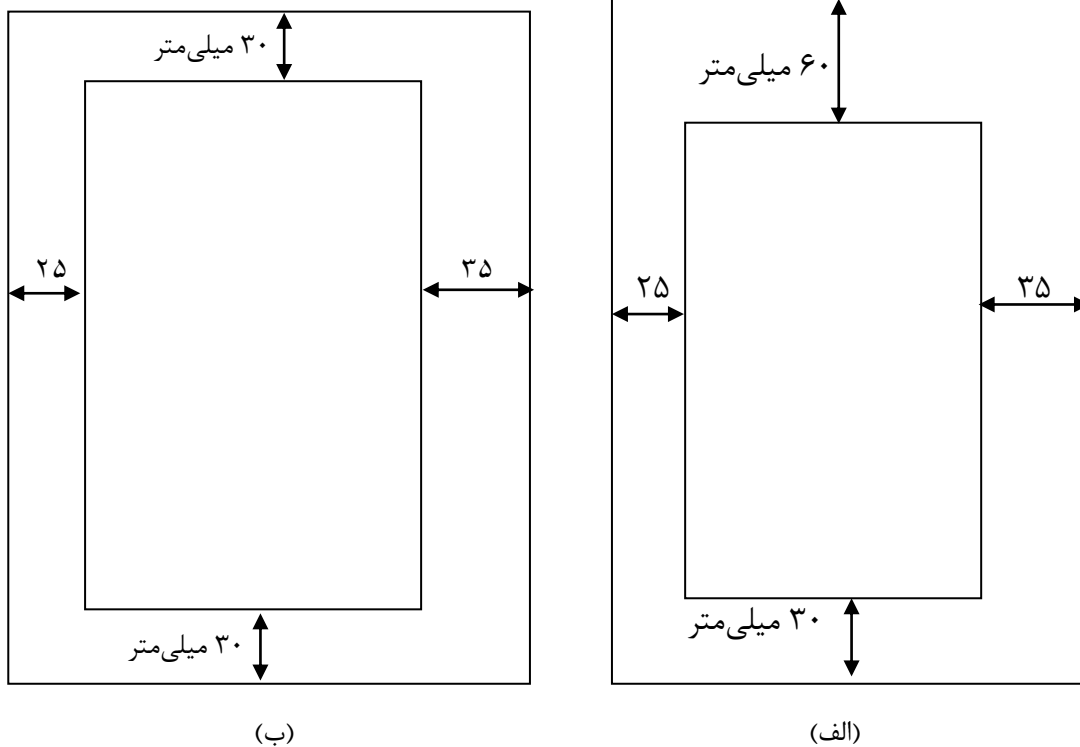 ۶۰ میلی‌متر
۳۵
۲۵
۳۰ میلی‌متر
(الف)
۳۰ میلی‌متر
۳۵
۲۵
۳۰ میلی‌متر
(ب)